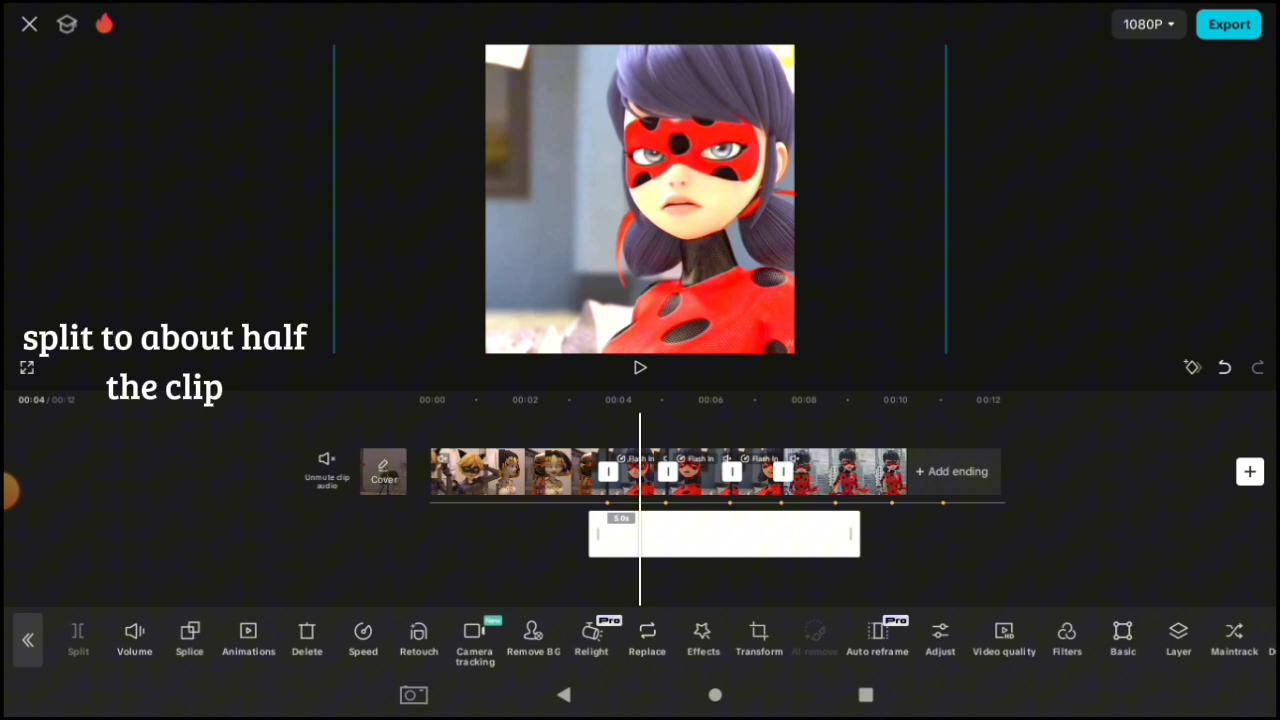 1080P
Export
split to about half
the clip
00:04 / 00:12
00:00
00:02
00:04
00:06
00:08
00:10
00:12
Unmute clip
audio
Cover
Flash In
Flash In
Flash In
+ Add ending
5.0s
New
Pro
Pro
Split
Volume
Splice
Animations
Delete
Speed
Retouch
Camera
tracking
Remove BG
Relight
Replace
Effects
Transform
AI remove
Auto reframe
Adjust
Video quality
Filters
Basic
Layer
Maintrack